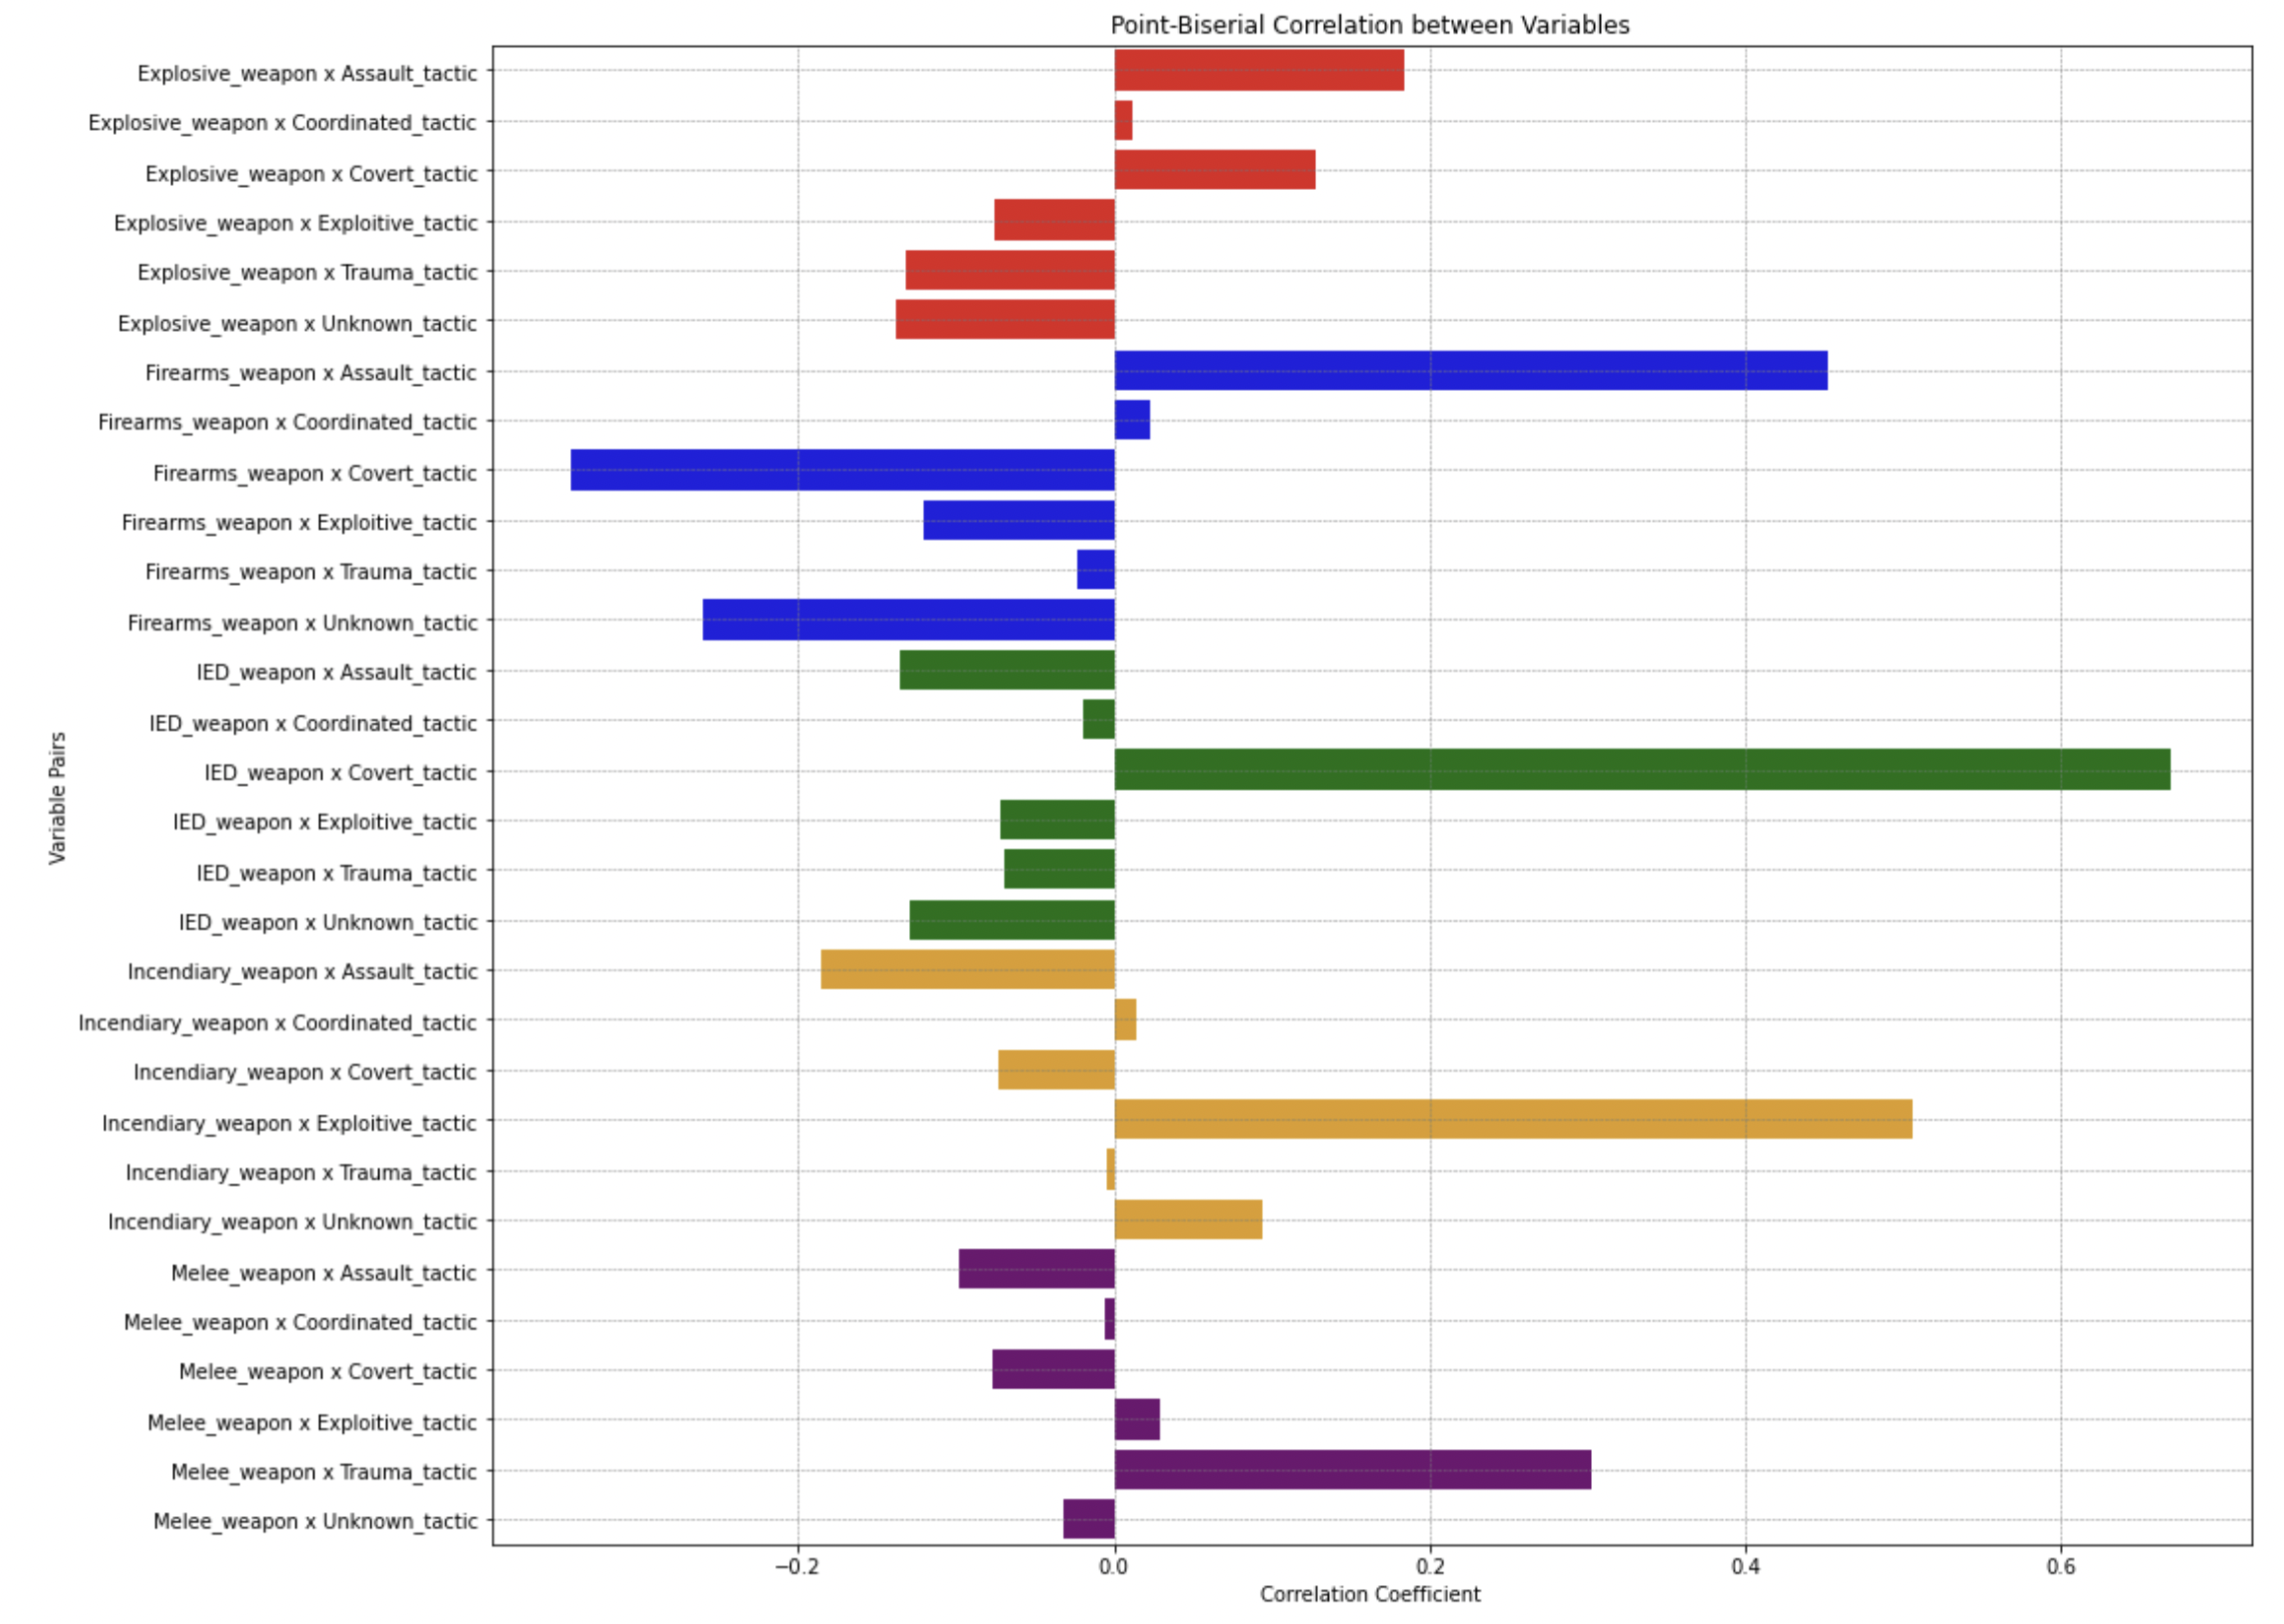 Point-Biserial Correlation between Variables
Explosive_weapon x Assault_tactic
Explosive_weapon x Coordinated_tactic
Explosive_weapon x Covert_tactic
Explosive_weapon x Exploitive_tactic
Explosive_weapon x Trauma_tactic
Explosive_weapon x Unknown_tactic
Firearms_weapon x Assault_tactic
Firearms_weapon x Coordinated_tactic
Firearms_weapon x Covert_tactic
Firearms_weapon x Exploitive_tactic
Firearms_weapon x Trauma_tactic
Firearms_weapon x Unknown_tactic
IED_weapon x Assault_tactic
IED_weapon x Coordinated_tactic
IED_weapon x Covert_tactic
IED_weapon x Exploitive_tactic
IED_weapon x Trauma_tactic
IED_weapon x Unknown_tactic
Incendiary_weapon x Assault_tactic
Incendiary_weapon x Coordinated_tactic
Incendiary_weapon x Covert_tactic
Incendiary_weapon x Exploitive_tactic
Incendiary_weapon x Trauma_tactic
Incendiary_weapon x Unknown_tactic
Melee_weapon x Assault_tactic
Melee_weapon x Coordinated_tactic
Melee_weapon x Covert_tactic
Melee_weapon x Exploitive_tactic
Melee_weapon x Trauma_tactic
Melee_weapon x Unknown_tactic
Variable Pairs
−0.2 0.0 0.2 0.4 0.6
Correlation Coefficient